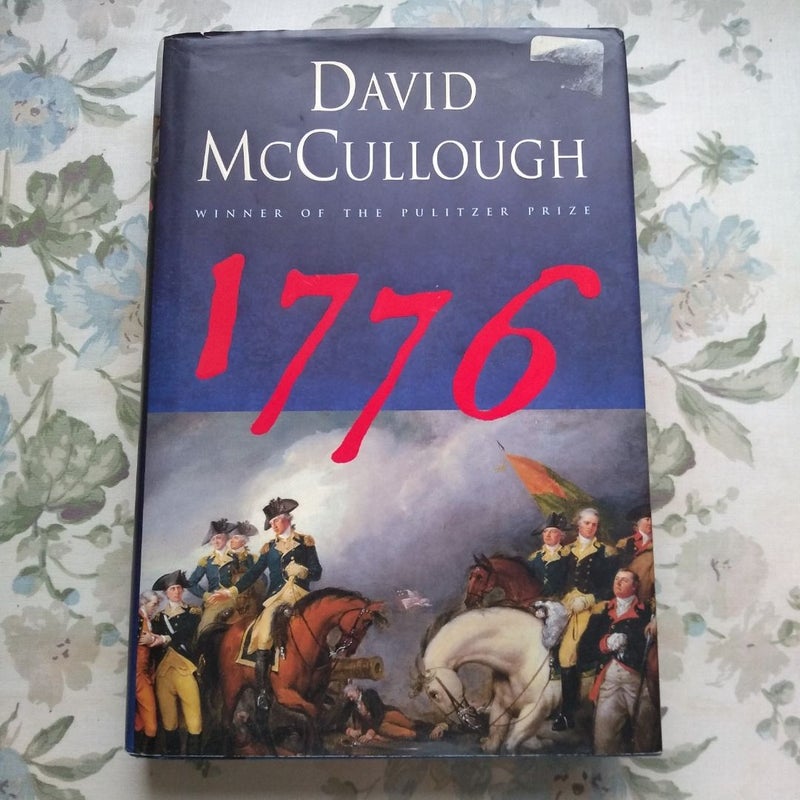 DAVID
MCCULLOUGH
WINNER OF THE PULITZER PRIZE
1776